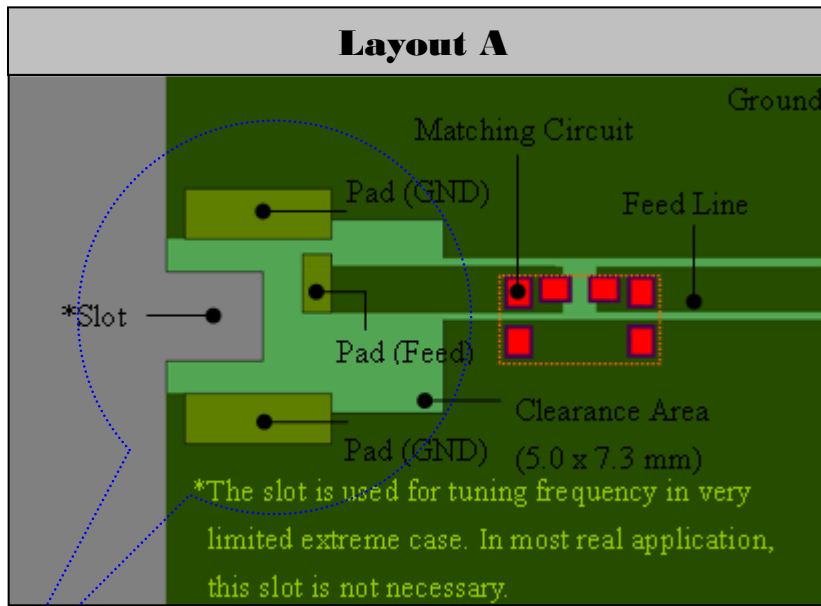 Layout A
Ground
Matching Circuit
Pad (GND)
Feed Line
*Slot
Pad (Feed)
Clearance Area
(5.0 x 7.3 mm)
Pad (GND)
*The slot is used for tuning frequency in very
limited extreme case. In most real application,
this slot is not necessary.